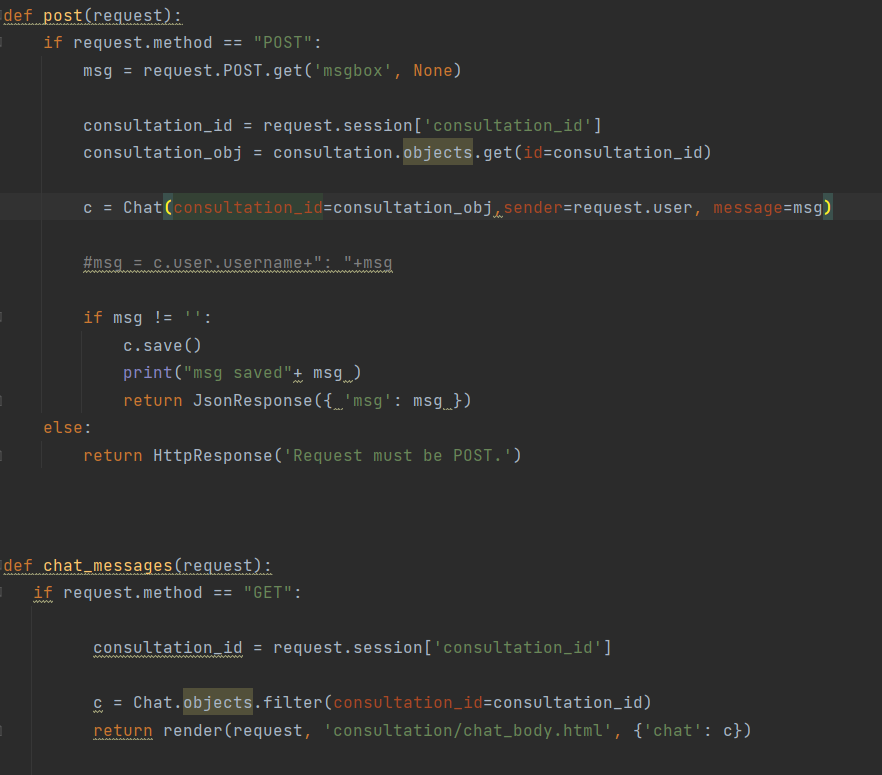 def post(request):
if request.method == "POST":
msg = request.POST.get('msgbox', None)
consultation_id = request.session['consultation_id']
consultation_obj = consultation.objects.get(id=consultation_id)
c = Chat(consultation_id=consultation_obj,sender=request.user, message=msg)
#msg = c.user.username+": "+msg
if msg != '':
c.save()
print("msg saved"+ msg )
return JsonResponse({ 'msg': msg })
else:
return HttpResponse('Request must be POST.')
def chat_messages(request):
if request.method == "GET":
consultation_id = request.session['consultation_id']
c = Chat.objects.filter(consultation_id=consultation_id)
return render(request, 'consultation/chat_body.html', {'chat': c})